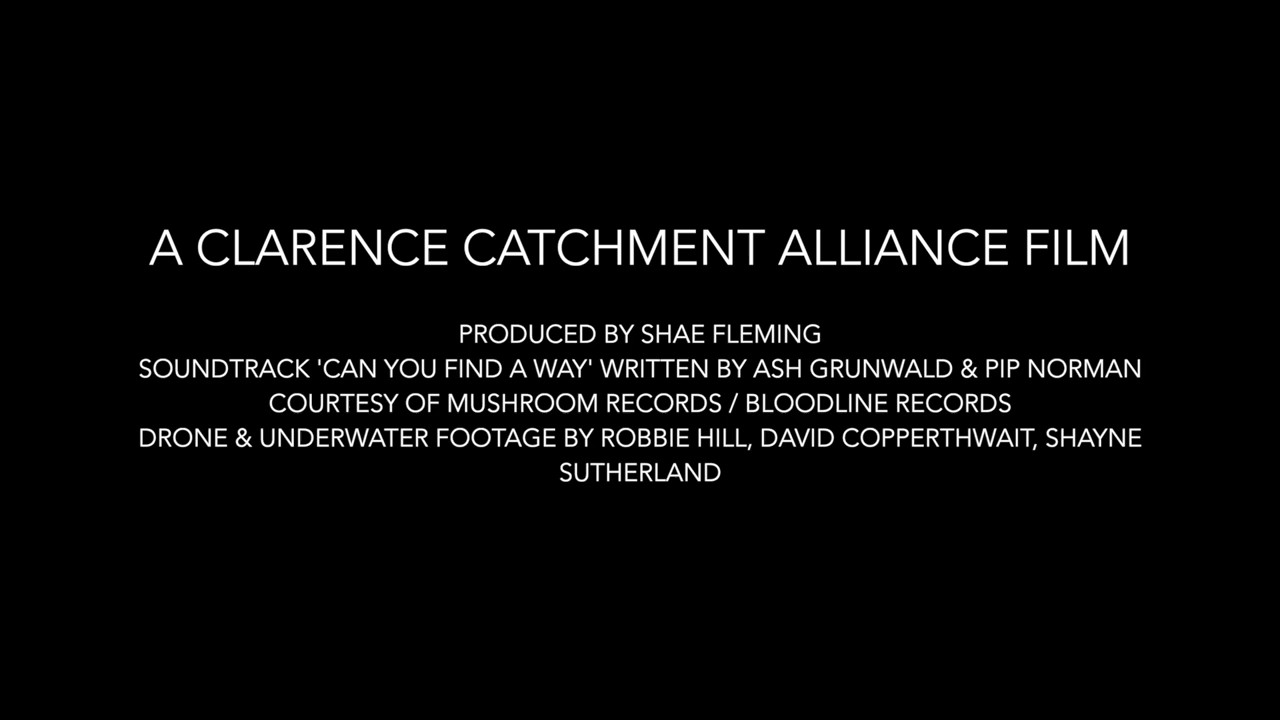 A CLARENCE CATCHMENT ALLIANCE FILM
PRODUCED BY SHAE FLEMING
SOUNDTRACK 'CAN YOU FIND A WAY' WRITTEN BY ASH GRUNWALD & PIP NORMAN
COURTESY OF MUSHROOM RECORDS / BLOODLINE RECORDS
DRONE & UNDERWATER FOOTAGE BY ROBBIE HILL, DAVID COPPERTHWAIT, SHAYNE
SUTHERLAND